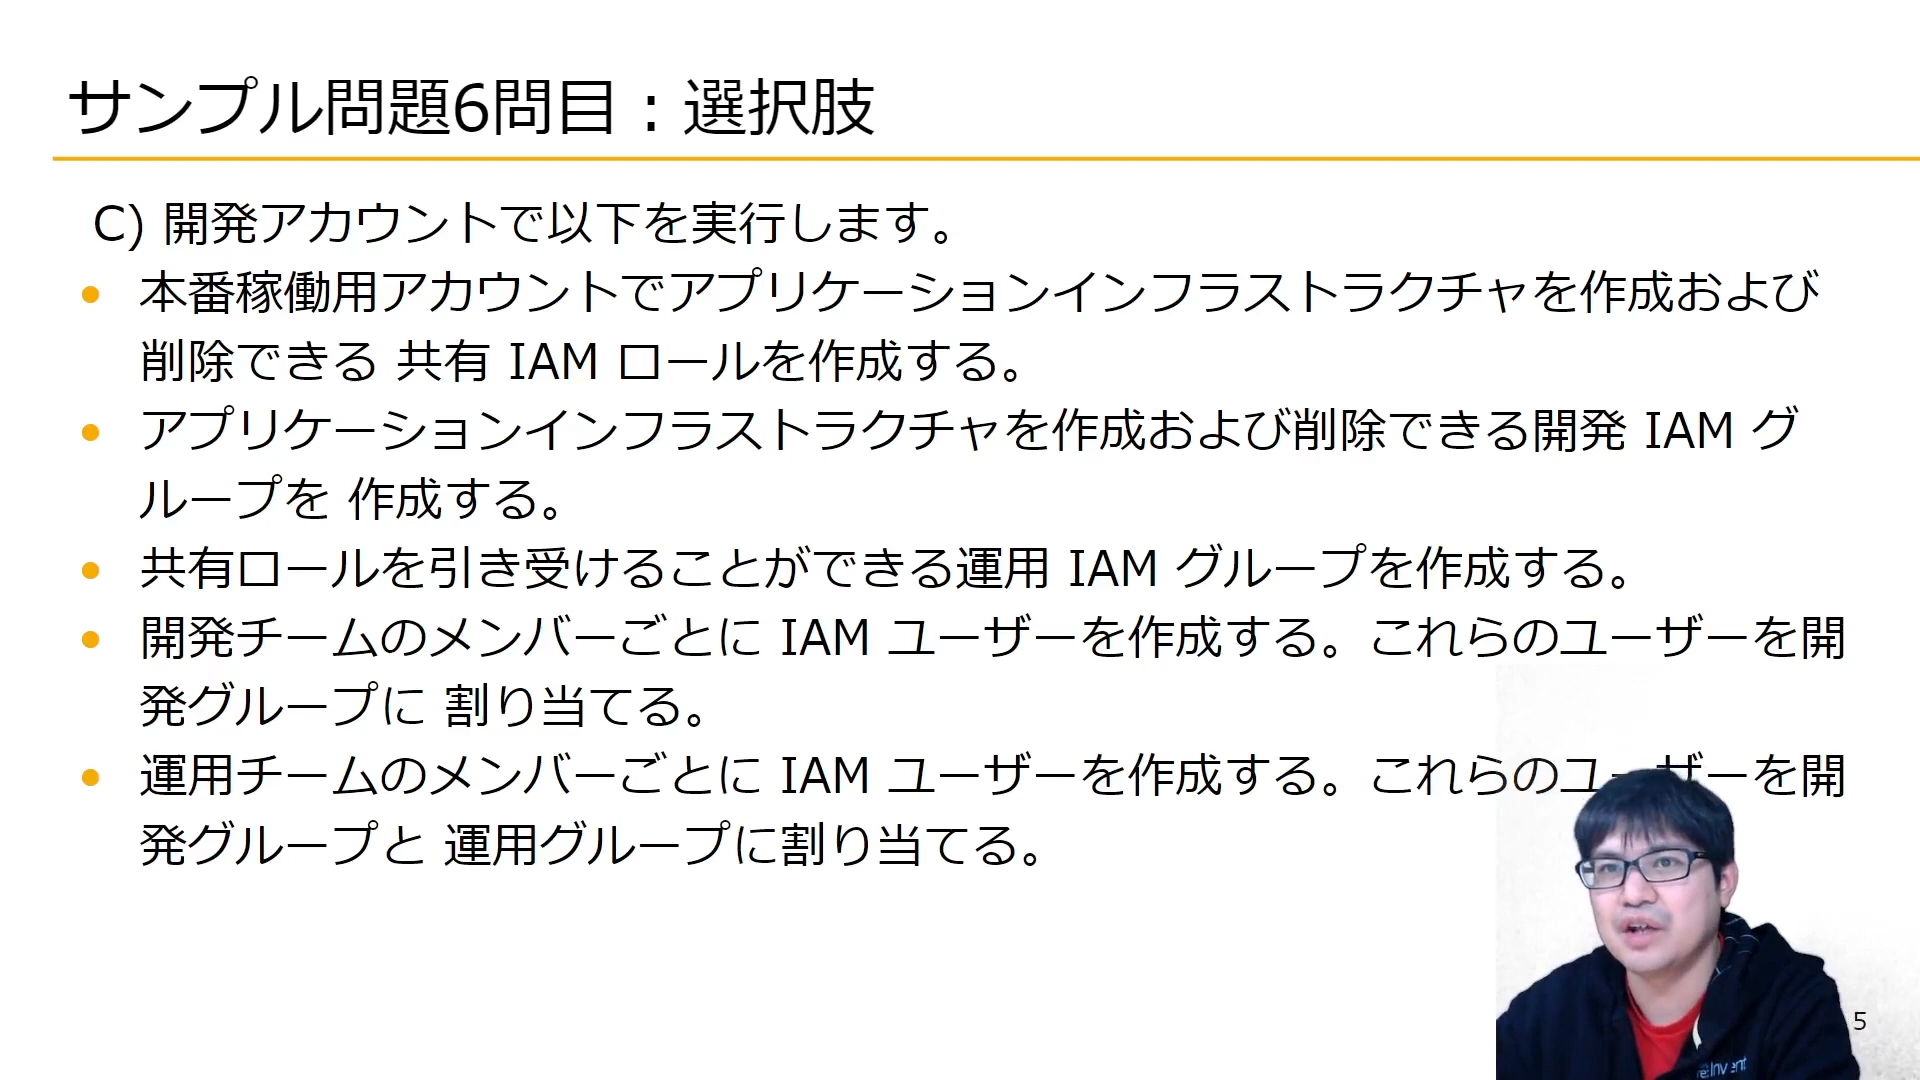 サンプル問題6問目：選択肢
C) 開発アカウントで以下を実行します。
本番稼働用アカウントでアプリケーションインフラストラクチャを作成および
削除できる 共有 IAM ロールを作成する。
アプリケーションインフラストラクチャを作成および削除できる開発 IAM グ
ループを 作成する。
共有ロールを引き受けることができる運用 IAM グループを作成する。
開発チームのメンバーごとに IAM ユーザーを作成する。これらのユーザーを開
発グループに 割り当てる。
運用チームのメンバーごとに IAM ユーザーを作成する。これらのユーザーを開
発グループと 運用グループに割り当てる。
re:Invent
5